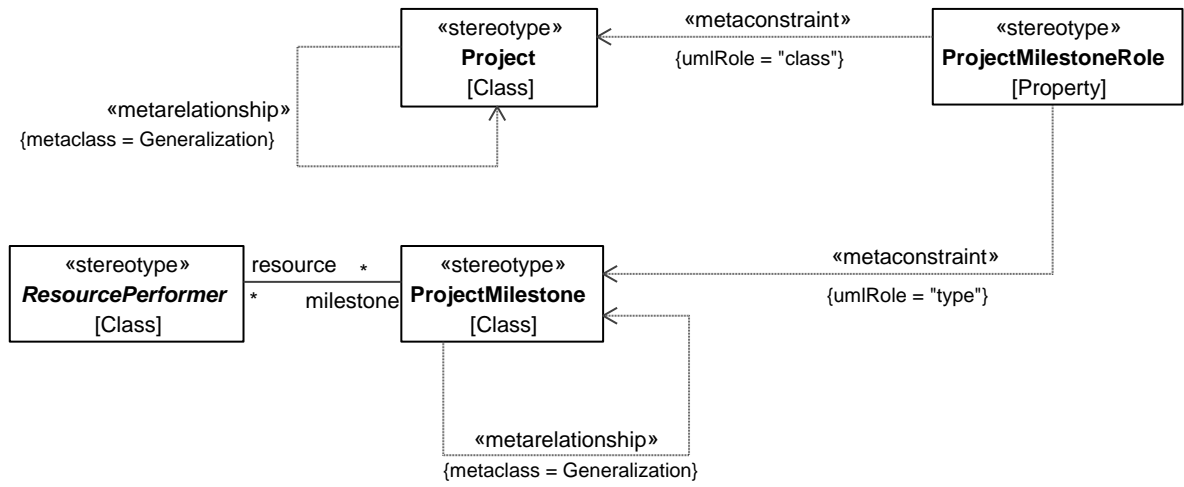 «stereotype»
Project
[Class]
«metaconstraint»
{umlRole = "class"}
«stereotype»
ProjectMilestoneRole
[Property]
«metarelationship»
{metaclass = Generalization}
«stereotype»
ResourcePerformer
[Class]
resource *
* milestone
«stereotype»
ProjectMilestone
[Class]
«metaconstraint»
{umlRole = "type"}
«metarelationship»
{metaclass = Generalization}